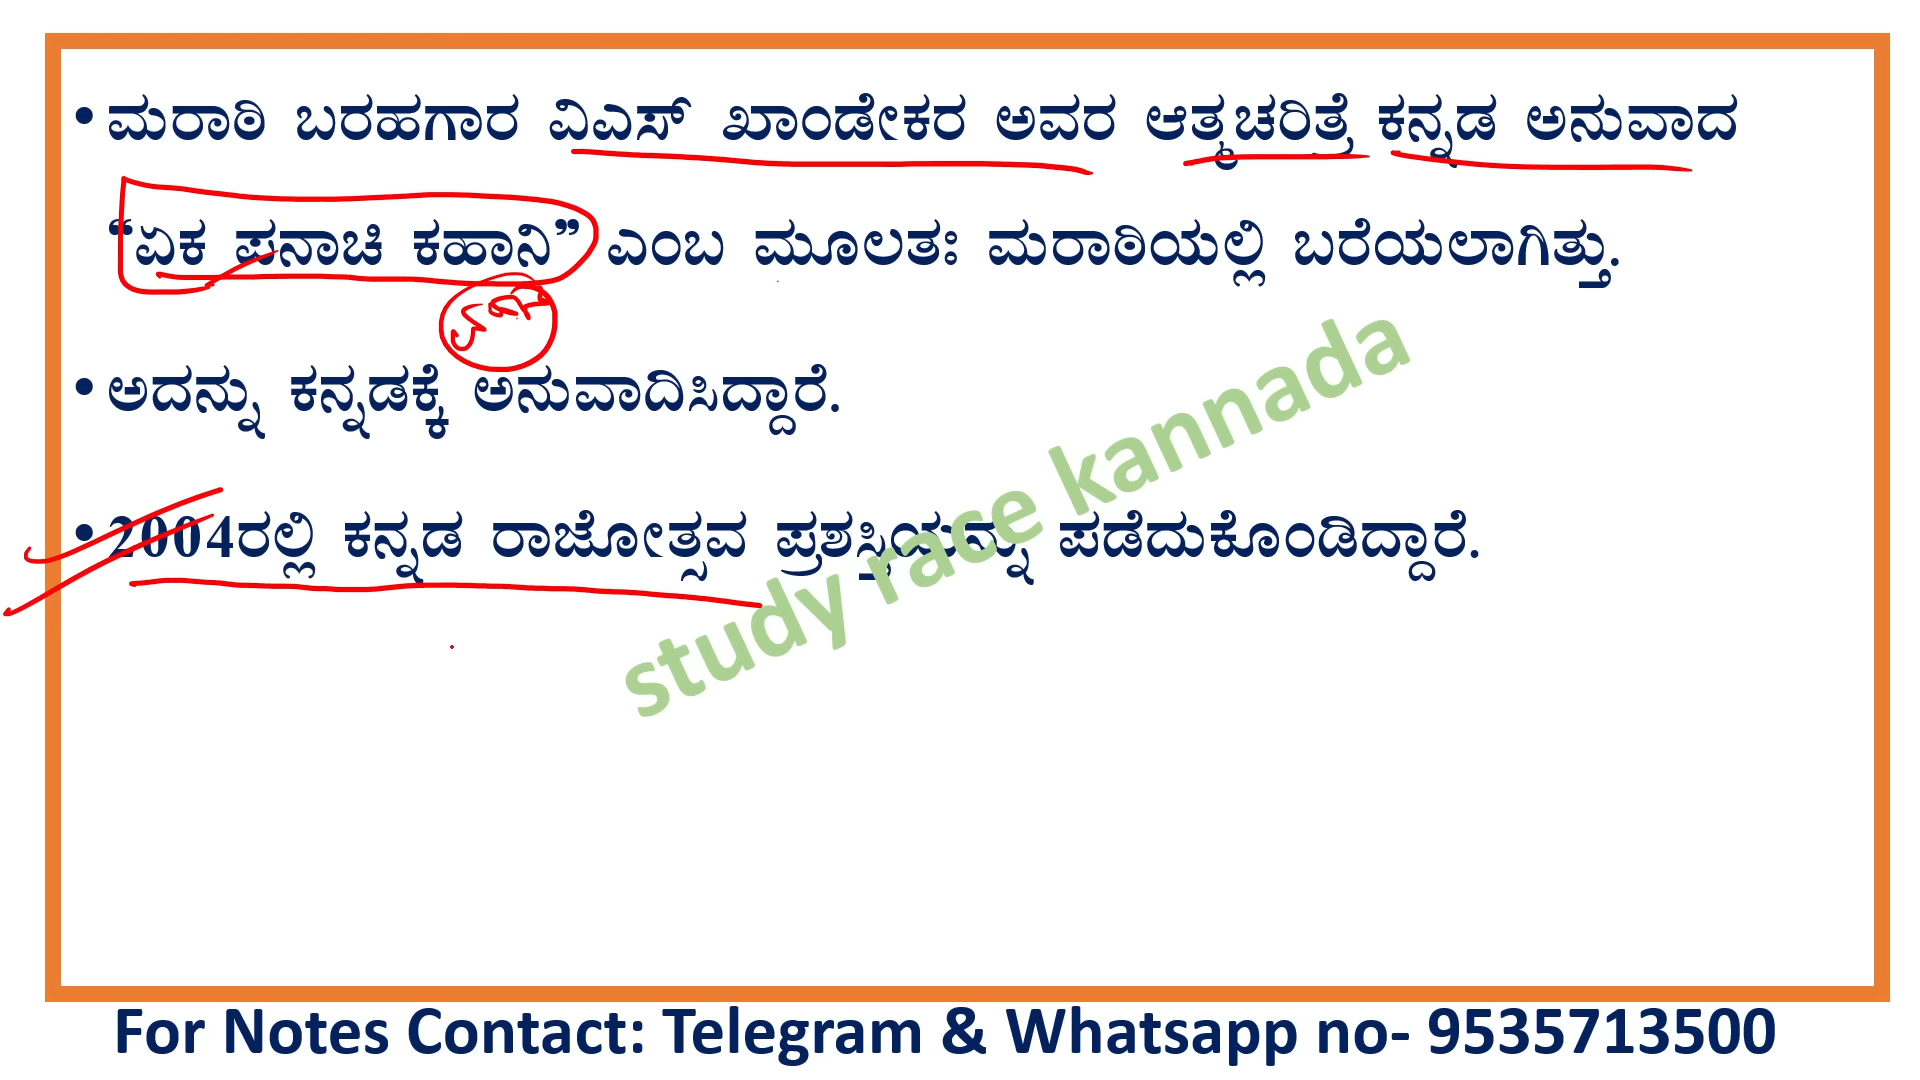 • ಮರಾಠಿ ಬರಹಗಾರ ವಿಎಸ್ ಖಾಂಡೇಕರ ಅವರ ಆತ್ಮಚರಿತ್ರೆ ಕನ್ನಡ ಅನುವಾದ
“ಏಕ ಪನಾಚಿ ಕಹಾನಿ” ಎಂಬ ಮೂಲತಃ ಮರಾಠಿಯಲ್ಲಿ ಬರೆಯಲಾಗಿತ್ತು.
• ಅದನ್ನು ಕನ್ನಡಕ್ಕೆ ಅನುವಾದಿಸಿದ್ದಾರೆ.
• 2004ರಲ್ಲಿ ಕನ್ನಡ ರಾಜೋತ್ಸವ ಪ್ರಶಸ್ತಿಯನ್ನು ಪಡೆದುಕೊಂಡಿದ್ದಾರೆ.
study race kannada
For Notes Contact: Telegram & Whatsapp no- 9535713500